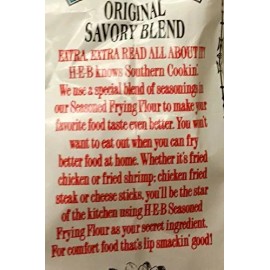 ORIGINAL
SAVORY BLEND
EXTRA, EXTRA READ ALL ABOUT IT!
H-E-B knows Southern Cookin'.
We use a special blend of seasonings in
our Seasoned Frying Flour to make your
favorite food taste even better. You won't
want to eat out when you can fry
better food at home. Whether it's fried
chicken or fried shrimp; chicken fried
steak or cheese sticks, you'll be the star
of the kitchen using H-E-B Seasoned
Frying Flour as your secret ingredient.
For comfort food that's lip smackin' good!